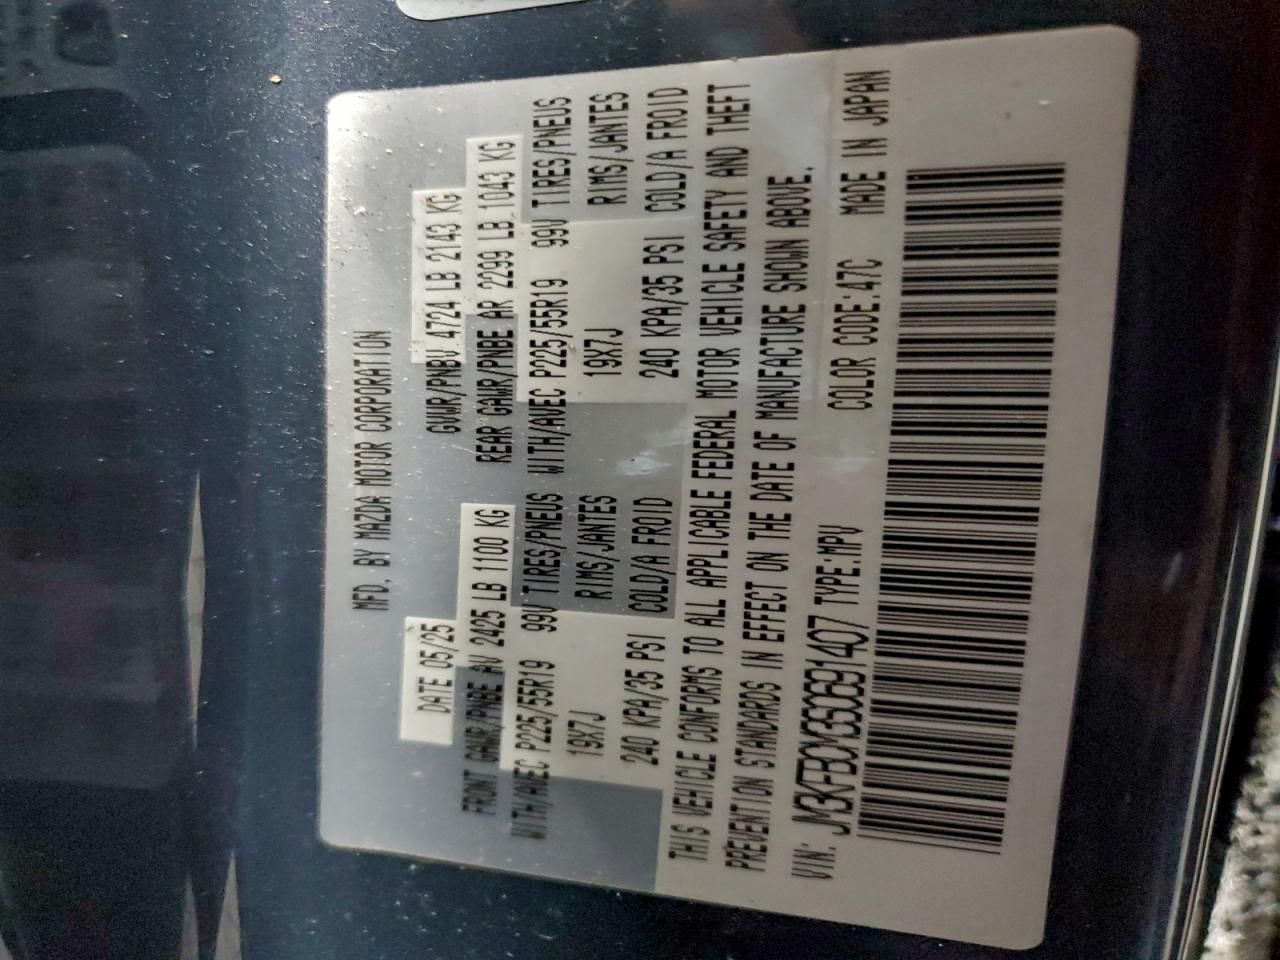 MFD. BY MAZDA MOTOR CORPORATION
DATE 05/25 GVWR/PNBV 4724 LB 2143 KG
FRONT GAWR/PNBE AV 2425 LB 1100 KG REAR GAWR/PNBE AR 2299 LB 1043 KG
WITH/AVEC P225/55R19 99V TIRES/PNEUS WITH/AVEC P225/55R19 99V TIRES/PNEUS
19X7J RIMS/JANTES 19X7J RIMS/JANTES
240 KPA/35 PSI COLD/A FROID 240 KPA/35 PSI COLD/A FROID
THIS VEHICLE CONFORMS TO ALL APPLICABLE FEDERAL MOTOR VEHICLE SAFETY AND THEFT
PREVENTION STANDARDS IN EFFECT ON THE DATE OF MANUFACTURE SHOWN ABOVE.
VIN: JM3KFBCM3S0691407 TYPE:MPV COLOR CODE:47C MADE IN JAPAN